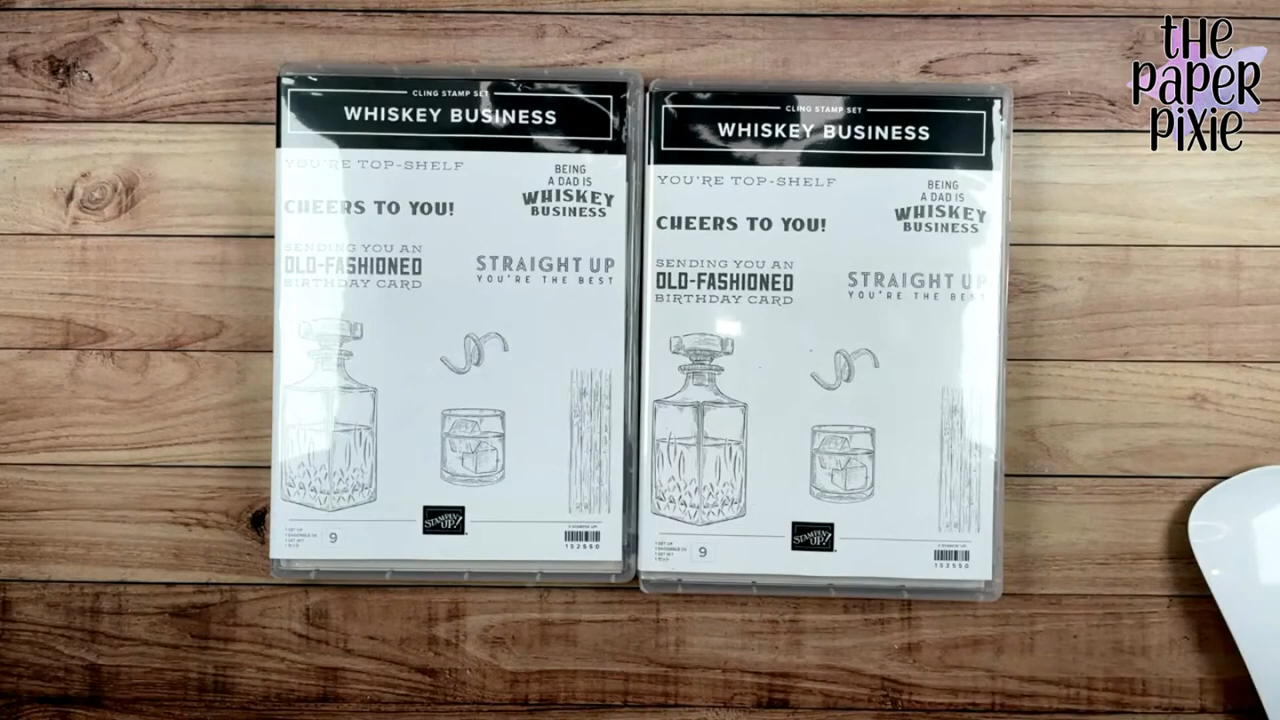 THE
PAPER
PIXIE
CLING STAMP SET
WHISKEY BUSINESS
YOU'RE TOP-SHELF
BEING
A DAD IS
WHISKEY
BUSINESS
CHEERS TO YOU!
SENDING YOU AN
OLD-FASHIONED
BIRTHDAY CARD
STRAIGHT UP
YOU'RE THE BEST
STAMPIN' UP!
9
152550
CLING STAMP SET
WHISKEY BUSINESS
YOU'RE TOP-SHELF
BEING
A DAD IS
WHISKEY
BUSINESS
CHEERS TO YOU!
SENDING YOU AN
OLD-FASHIONED
BIRTHDAY CARD
STRAIGHT UP
YOU'RE THE BEST
STAMPIN' UP!
9
152550